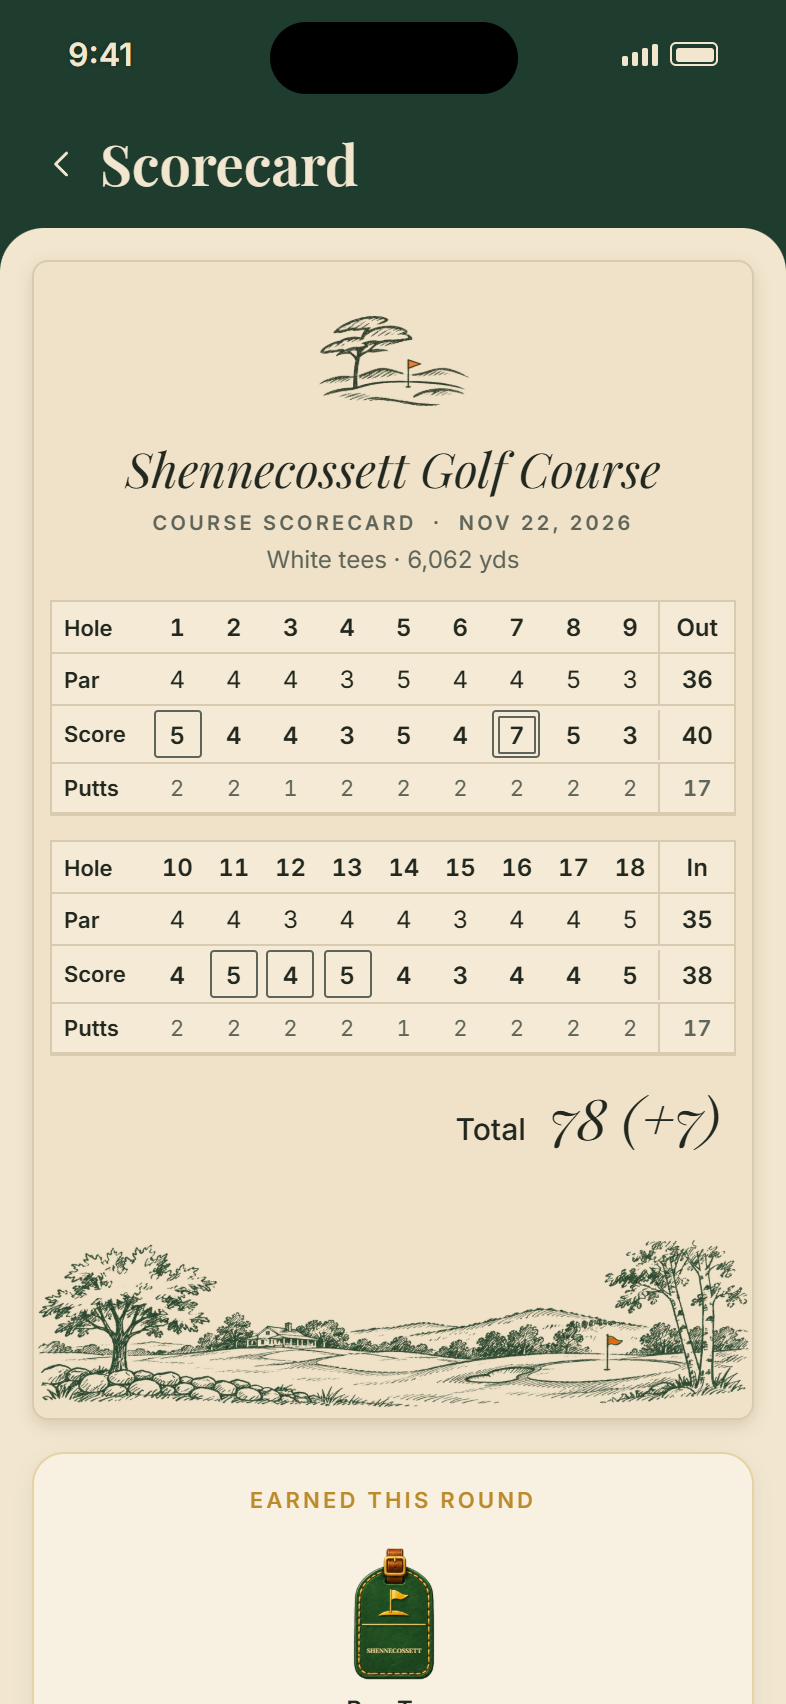 9:41
Scorecard
Shennecossett Golf Course
COURSE SCORECARD · NOV 22, 2026
White tees · 6,062 yds
Hole 1 2 3 4 5 6 7 8 9 Out
Par 4 4 4 3 5 4 4 5 3 36
Score 5 4 4 3 5 4 7 5 3 40
Putts 2 2 1 2 2 2 2 2 2 17
Hole 10 11 12 13 14 15 16 17 18 In
Par 4 4 3 4 4 3 4 4 5 35
Score 4 5 4 5 4 3 4 4 5 38
Putts 2 2 2 2 1 2 2 2 2 17
Total 78 (+7)
EARNED THIS ROUND
SHENNECOSSETT